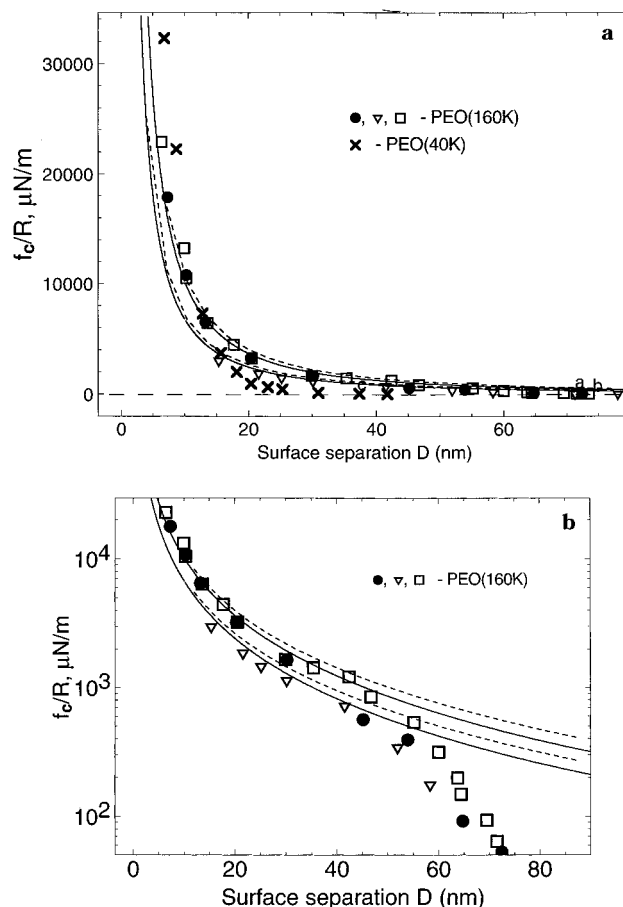 a
30000
20000
10000
0
f_c/R, μN/m
●, ▽, □ - PEO(160K)
✖ - PEO(40K)
a b
0 20 40 60 80
Surface separation D (nm)
b
10^4
10^3
10^2
f_c/R, μN/m
●, ▽, □ - PEO(160K)
0 20 40 60 80
Surface separation D (nm)